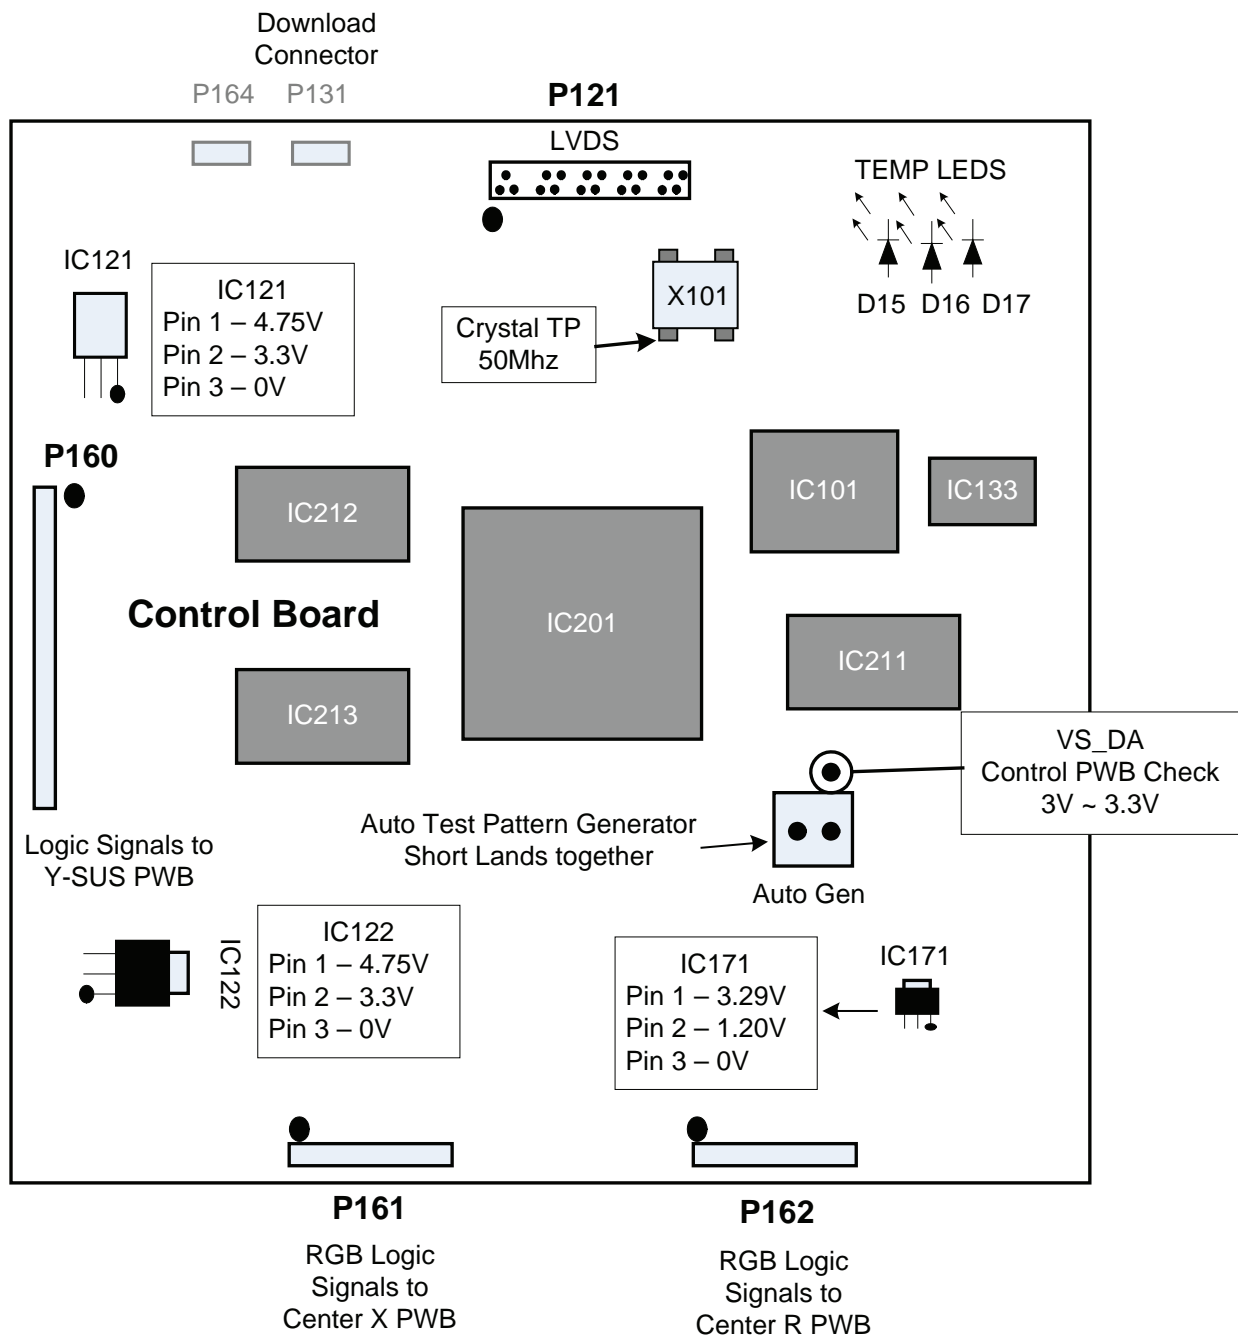 Download
Connector
P164
P131
P121
LVDS
TEMP LEDS
D15
D16
D17
IC121
IC121
Pin 1 – 4.75V
Pin 2 – 3.3V
Pin 3 – 0V
X101
Crystal TP
50Mhz
P160
IC212
IC101
IC133
Control Board
IC201
IC211
IC213
VS_DA
Control PWB Check
3V ~ 3.3V
Auto Test Pattern Generator
Short Lands together
Auto Gen
Logic Signals to
Y-SUS PWB
IC122
IC122
Pin 1 – 4.75V
Pin 2 – 3.3V
Pin 3 – 0V
IC171
Pin 1 – 3.29V
Pin 2 – 1.20V
Pin 3 – 0V
IC171
P161
RGB Logic
Signals to
Center X PWB
P162
RGB Logic
Signals to
Center R PWB